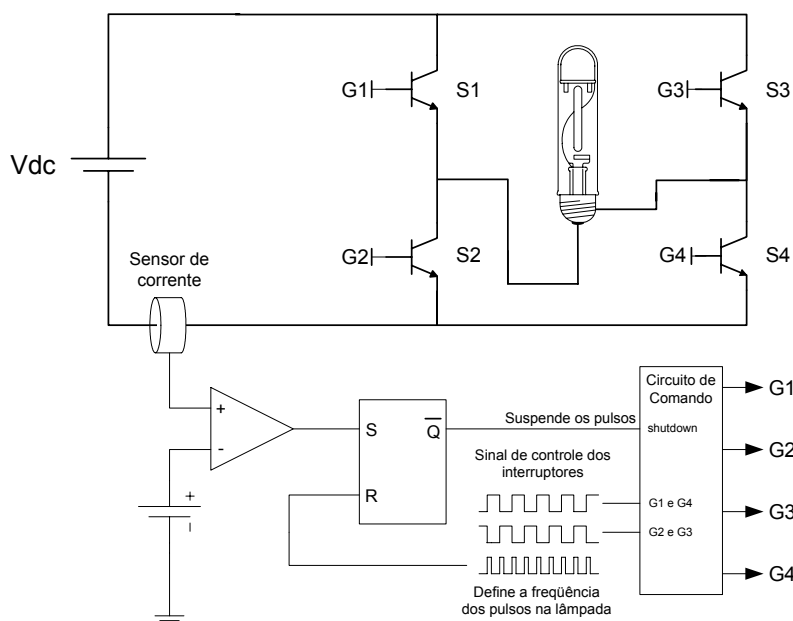 G1
S1
G3
S3
Vdc
G2
S2
G4
S4
Sensor de
corrente
+
-
+
-
S
Q
R
Suspende os pulsos
Sinal de controle dos
interruptores
Define a freqüência
dos pulsos na lâmpada
Circuito de
Comando
shutdown
G1 e G4
G2 e G3
G1
G2
G3
G4